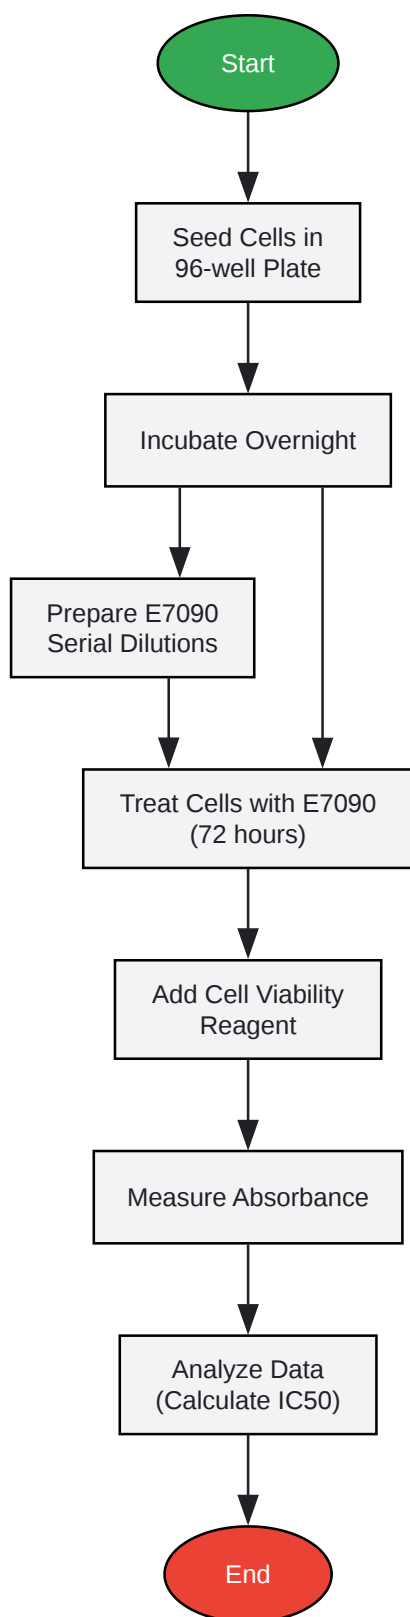 Start
Seed Cells in
96-well Plate
Incubate Overnight
Prepare E7090
Serial Dilutions
Treat Cells with E7090
(72 hours)
Add Cell Viability
Reagent
Measure Absorbance
Analyze Data
(Calculate IC50)
End